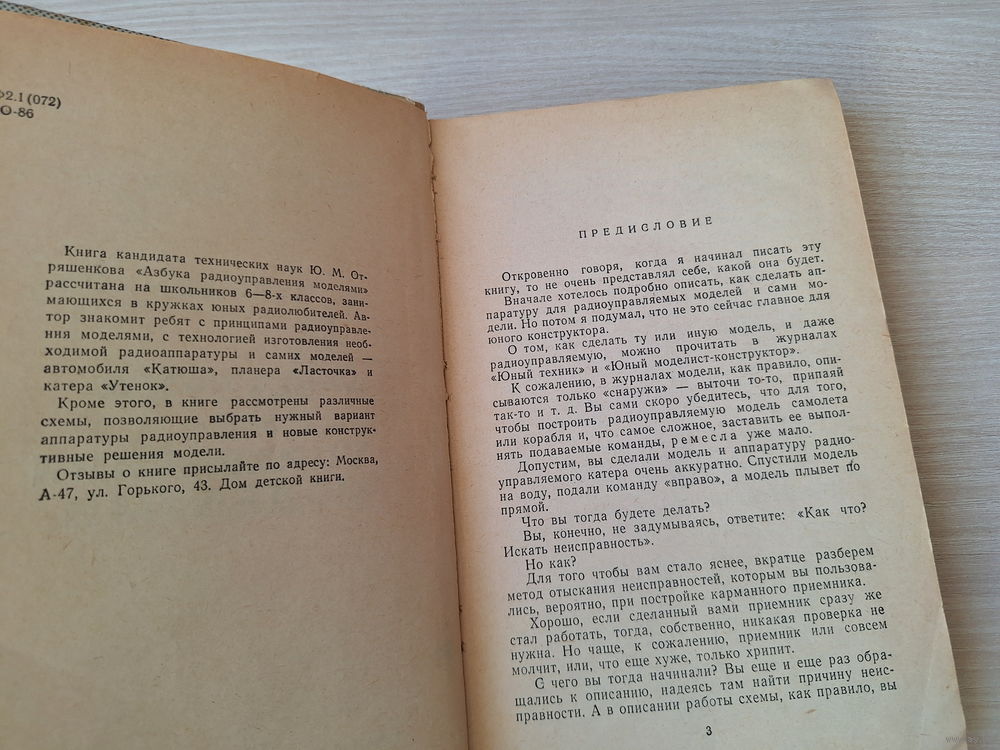 Ф2.1(072)
О-86
Книга кандидата технических наук Ю. М. От-
ряшенкова «Азбука радиоуправления моделями»
рассчитана на школьников 6—8-х классов, зани-
мающихся в кружках юных радиолюбителей. Ав-
тор знакомит ребят с принципами радиоуправле-
ния моделями, с технологией изготовления необ-
ходимой радиоаппаратуры и самих моделей —
автомобиля «Катюша», планера «Ласточка» и
катера «Утенок».
Кроме этого, в книге рассмотрены различные
схемы, позволяющие выбрать нужный вариант
аппаратуры радиоуправления и новые конструк-
тивные решения модели.
Отзывы о книге присылайте по адресу: Москва,
А-47, ул. Горького, 43. Дом детской книги.
ПРЕДИСЛОВИЕ
Откровенно говоря, когда я начинал писать эту
книгу, то не очень представлял себе, какой она будет.
Вначале хотелось подробно описать, как сделать ап-
паратуру для радиоуправляемых моделей и сами мо-
дели. Но потом я подумал, что не это сейчас главное для
юного конструктора.
О том, как сделать ту или иную модель, и даже
радиоуправляемую, можно прочитать в журналах
«Юный техник» и «Юный моделист-конструктор».
К сожалению, в журналах модели, как правило, опи-
сываются только «снаружи» — выточи то-то, припаяй
так-то и т. д. Вы сами скоро убедитесь, что для того,
чтобы построить радиоуправляемую модель самолета
или корабля и, что самое сложное, заставить ее выпол-
нять подаваемые команды, ремесла уже мало.
Допустим, вы сделали модель и аппаратуру радио-
управляемого катера очень аккуратно. Спустили модель
на воду, подали команду «вправо», а модель плывет по
прямой.
Что вы тогда будете делать?
Вы, конечно, не задумываясь, ответите: «Как что?
Искать неисправность».
Но как?
Для того чтобы вам стало яснее, вкратце разберем
метод отыскания неисправностей, которым вы пользова-
лись, вероятно, при постройке карманного приемника.
Хорошо, если сделанный вами приемник сразу же
стал работать, тогда, собственно, никакая проверка не
нужна. Но чаще, к сожалению, приемник или совсем
молчит, или, что еще хуже, только хрипит.
С чего вы тогда начинали? Вы еще и еще раз обра-
щались к описанию, надеясь там найти причину неис-
правности. А в описании работы схемы, как правило, вы
3